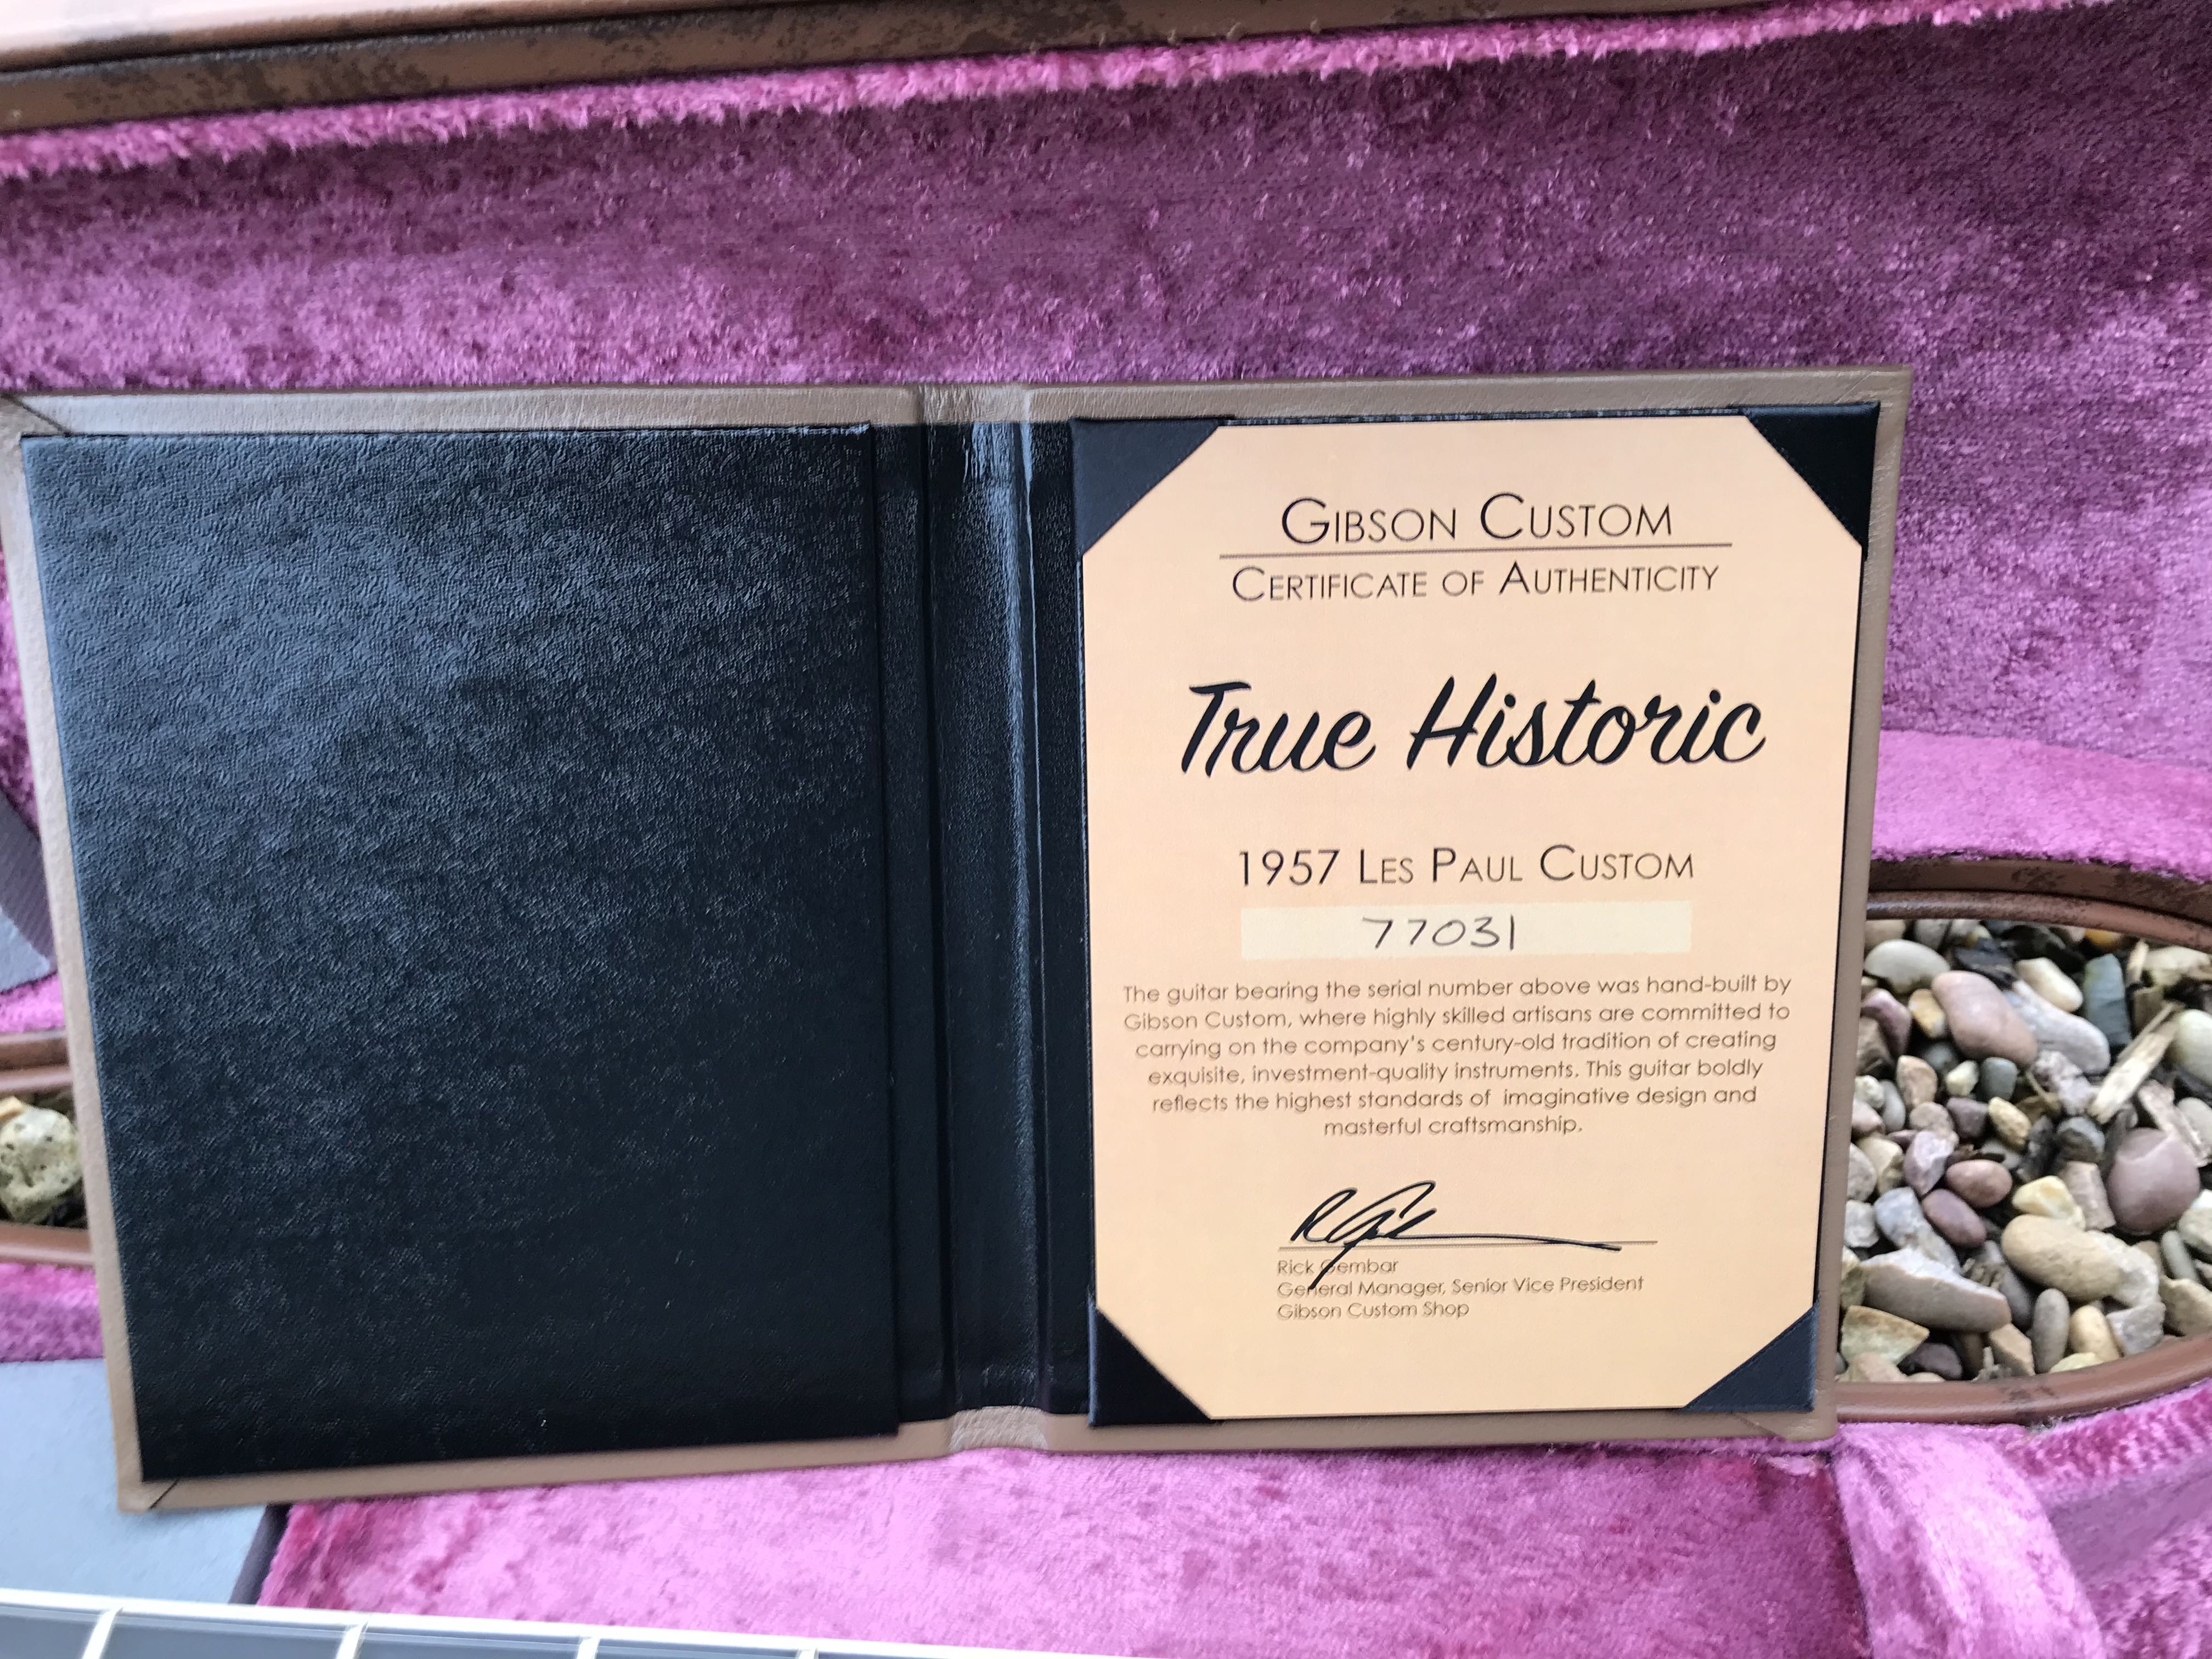 GIBSON CUSTOM
CERTIFICATE OF AUTHENTICITY
True Historic
1957 LES PAUL CUSTOM
77031
The guitar bearing the serial number above was hand-built by
Gibson Custom, where highly skilled artisans are committed to
carrying on the company's century-old tradition of creating
exquisite, investment-quality instruments. This guitar boldly
reflects the highest standards of imaginative design and
masterful craftsmanship.
Rick Gembar
General Manager, Senior Vice President
Gibson Custom Shop